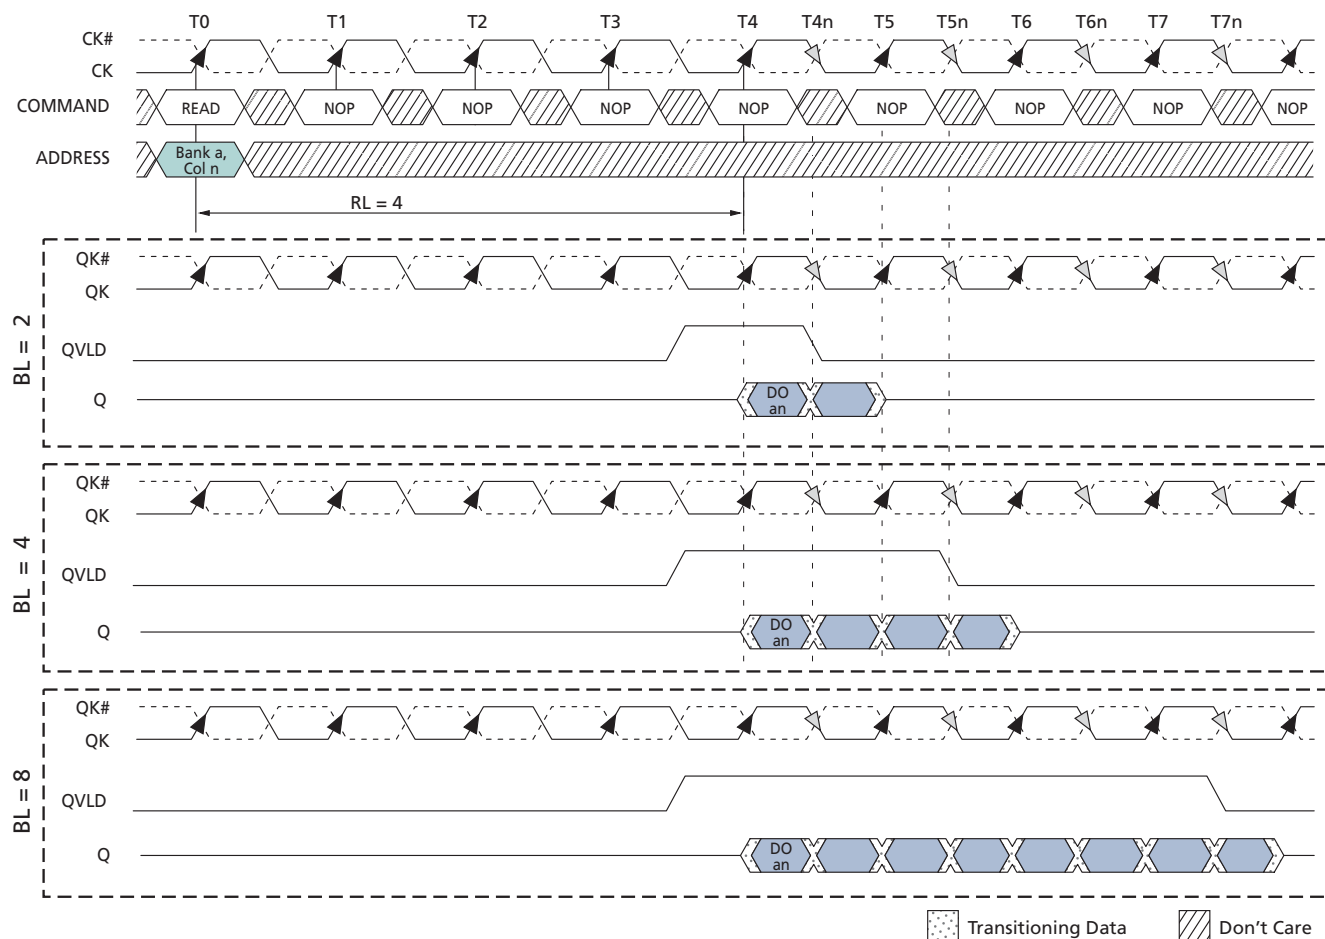 T0 T1 T2 T3 T4 T4n T5 T5n T6 T6n T7 T7n
CK#
CK
COMMAND READ NOP NOP NOP NOP NOP NOP NOP NOP
ADDRESS Bank a,
Col n
RL = 4
BL = 2
QK#
QK
QVLD
Q DO
an
BL = 4
QK#
QK
QVLD
Q DO
an
BL = 8
QK#
QK
QVLD
Q DO
an
Transitioning Data Don't Care